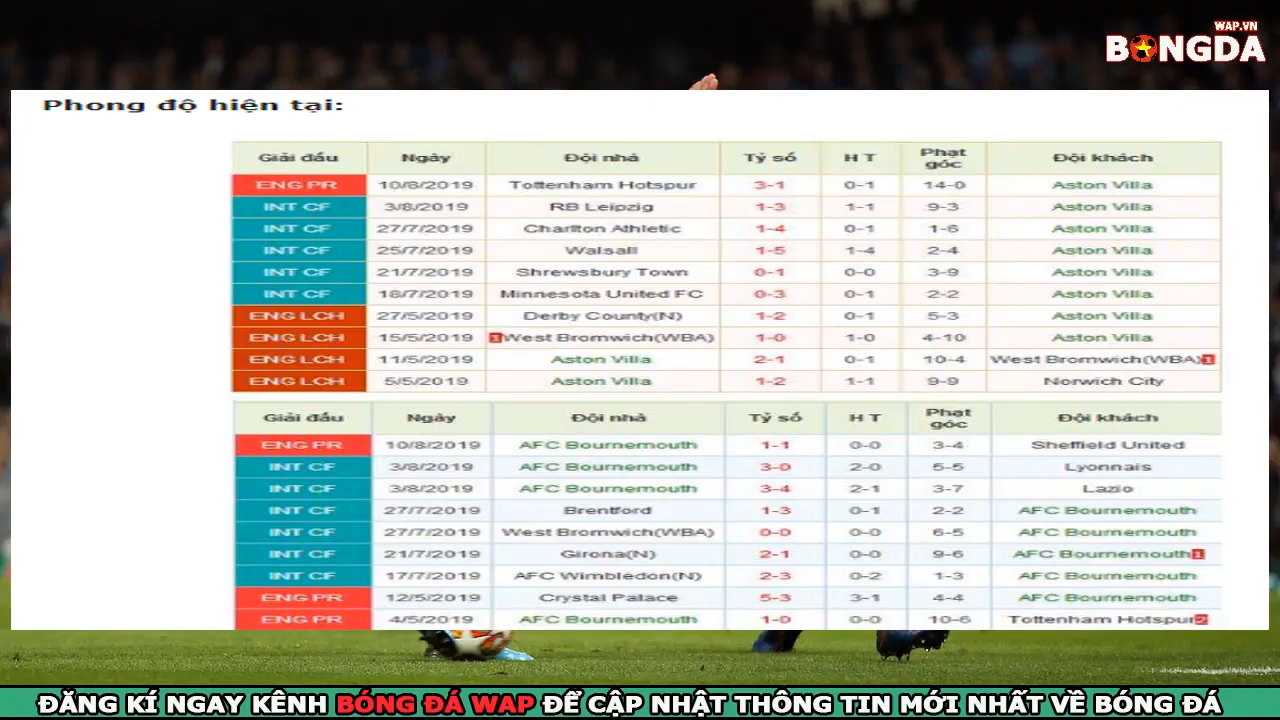 WAP.VN
BONGDA
Phong độ hiện tại:
Giải đấu Ngày Đội nhà Tỷ số H T Phạt góc Đội khách
ENG PR 10/8/2019 Tottenham Hotspur 3-1 0-1 14-0 Aston Villa
INT CF 3/8/2019 RB Leipzig 1-3 1-1 9-3 Aston Villa
INT CF 27/7/2019 Charlton Athletic 1-4 0-1 1-6 Aston Villa
INT CF 25/7/2019 Walsall 1-5 1-4 2-4 Aston Villa
INT CF 21/7/2019 Shrewsbury Town 0-1 0-0 3-9 Aston Villa
INT CF 18/7/2019 Minnesota United FC 0-3 0-1 2-2 Aston Villa
ENG LCH 27/5/2019 Derby County(N) 1-2 0-1 5-3 Aston Villa
ENG LCH 15/5/2019 1 West Bromwich(WBA) 1-0 1-0 4-10 Aston Villa
ENG LCH 11/5/2019 Aston Villa 2-1 0-1 10-4 West Bromwich(WBA) 1
ENG LCH 5/5/2019 Aston Villa 1-2 1-1 9-9 Norwich City
Giải đấu Ngày Đội nhà Tỷ số H T Phạt góc Đội khách
ENG PR 10/8/2019 AFC Bournemouth 1-1 0-0 3-4 Sheffield United
INT CF 3/8/2019 AFC Bournemouth 3-0 2-0 5-5 Lyonnais
INT CF 3/8/2019 AFC Bournemouth 3-4 2-1 3-7 Lazio
INT CF 27/7/2019 Brentford 1-3 0-1 2-2 AFC Bournemouth
INT CF 27/7/2019 West Bromwich(WBA) 0-0 0-0 6-5 AFC Bournemouth
INT CF 21/7/2019 Girona(N) 2-1 0-0 9-6 AFC Bournemouth 1
INT CF 17/7/2019 AFC Wimbledon(N) 2-3 0-2 1-3 AFC Bournemouth
ENG PR 12/5/2019 Crystal Palace 5-3 3-1 4-4 AFC Bournemouth
ENG PR 4/5/2019 AFC Bournemouth 1-0 0-0 10-6 Tottenham Hotspur 2
ĐĂNG KÍ NGAY KÊNH BÓNG ĐÁ WAP ĐỂ CẬP NHẬT THÔNG TIN MỚI NHẤT VỀ BÓNG ĐÁ